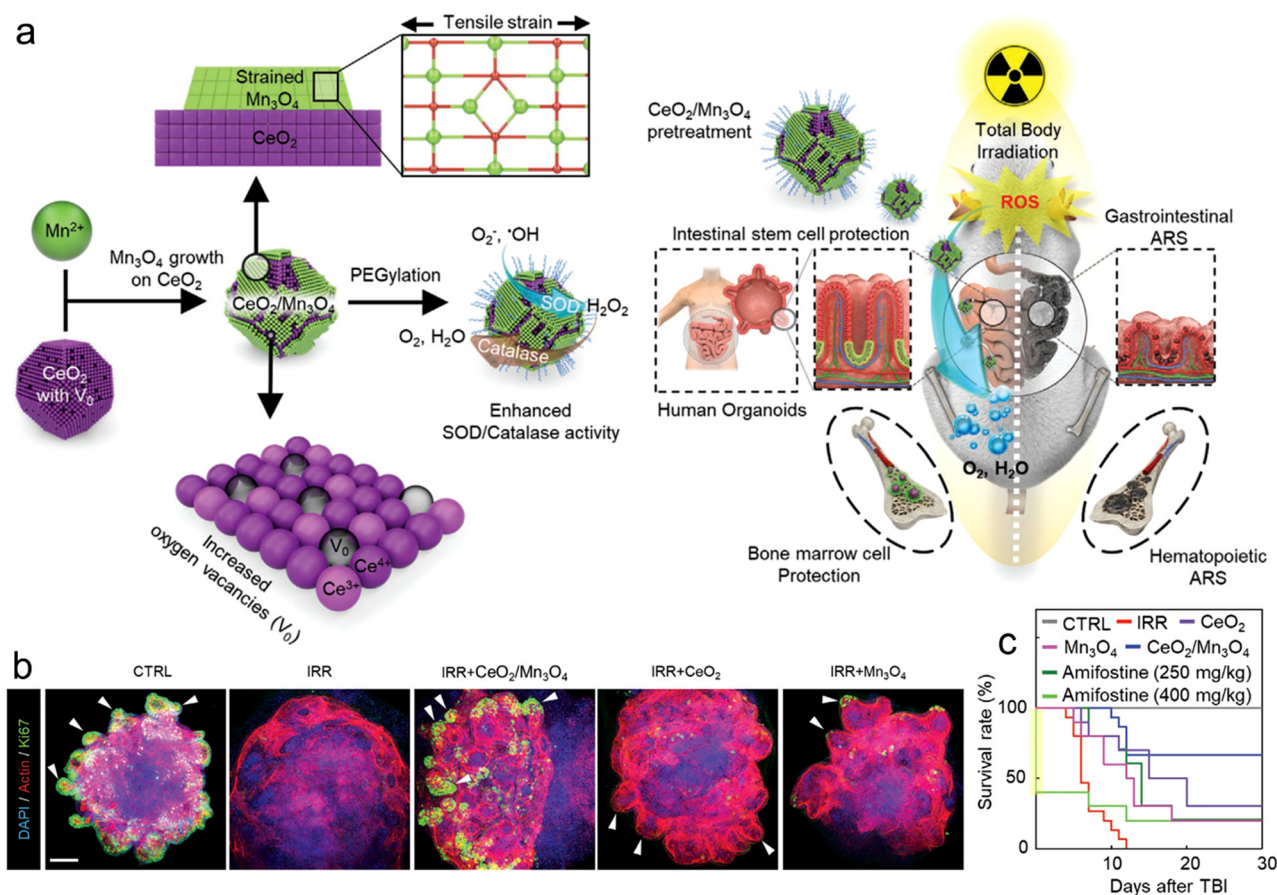 a
Tensile strain
Strained
Mn₃O₄
CeO₂
Mn²⁺
Mn₃O₄ growth
on CeO₂
CeO₂
with V₀
CeO₂/Mn₃O₄
PEGylation
O₂⁻, ·OH
SOD
H₂O₂
O₂, H₂O
Catalase
Enhanced
SOD/Catalase activity
V₀
Ce⁴⁺
Ce³⁺
Increased
oxygen vacancies (V₀)
CeO₂/Mn₃O₄
pretreatment
Total Body
Irradiation
ROS
Intestinal stem cell protection
Gastrointestinal
ARS
Human Organoids
O₂, H₂O
Bone marrow cell
Protection
Hematopoietic
ARS
b
CTRL
IRR
IRR+CeO₂/Mn₃O₄
IRR+CeO₂
IRR+Mn₃O₄
DAPI / Actin / Ki67
c
CTRL IRR CeO₂
Mn₃O₄ CeO₂/Mn₃O₄
Amifostine (250 mg/kg)
Amifostine (400 mg/kg)
Survival rate (%)
100
50
0
10 20 30
Days after TBI